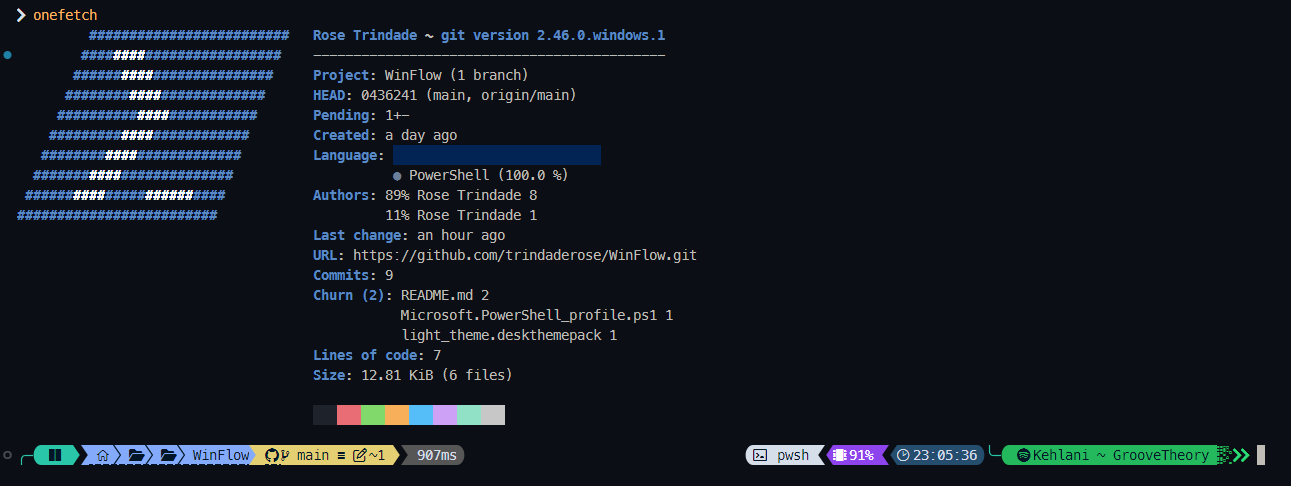 ❯ onefetch
#########################
####‌####‌#################
######‌####‌###############
########‌####‌#############
##########‌####‌###########
#########‌####‌############
########‌####‌#############
#######‌####‌##############
######‌####‌#####‌######‌####
#########################
Rose Trindade ~ git version 2.46.0.windows.1
--------------------------------------------
Project: WinFlow (1 branch)
HEAD: 0436241 (main, origin/main)
Pending: 1+-
Created: a day ago
Language:
● PowerShell (100.0 %)
Authors: 89% Rose Trindade 8
11% Rose Trindade 1
Last change: an hour ago
URL: https://github.com/trindaderose/WinFlow.git
Commits: 9
Churn (2): README.md 2
Microsoft.PowerShell_profile.ps1 1
light_theme.deskthemepack 1
Lines of code: 7
Size: 12.81 KiB (6 files)
WinFlow main ≡ ~1 907ms pwsh 91% 23:05:36 Kehlani ~ GrooveTheory